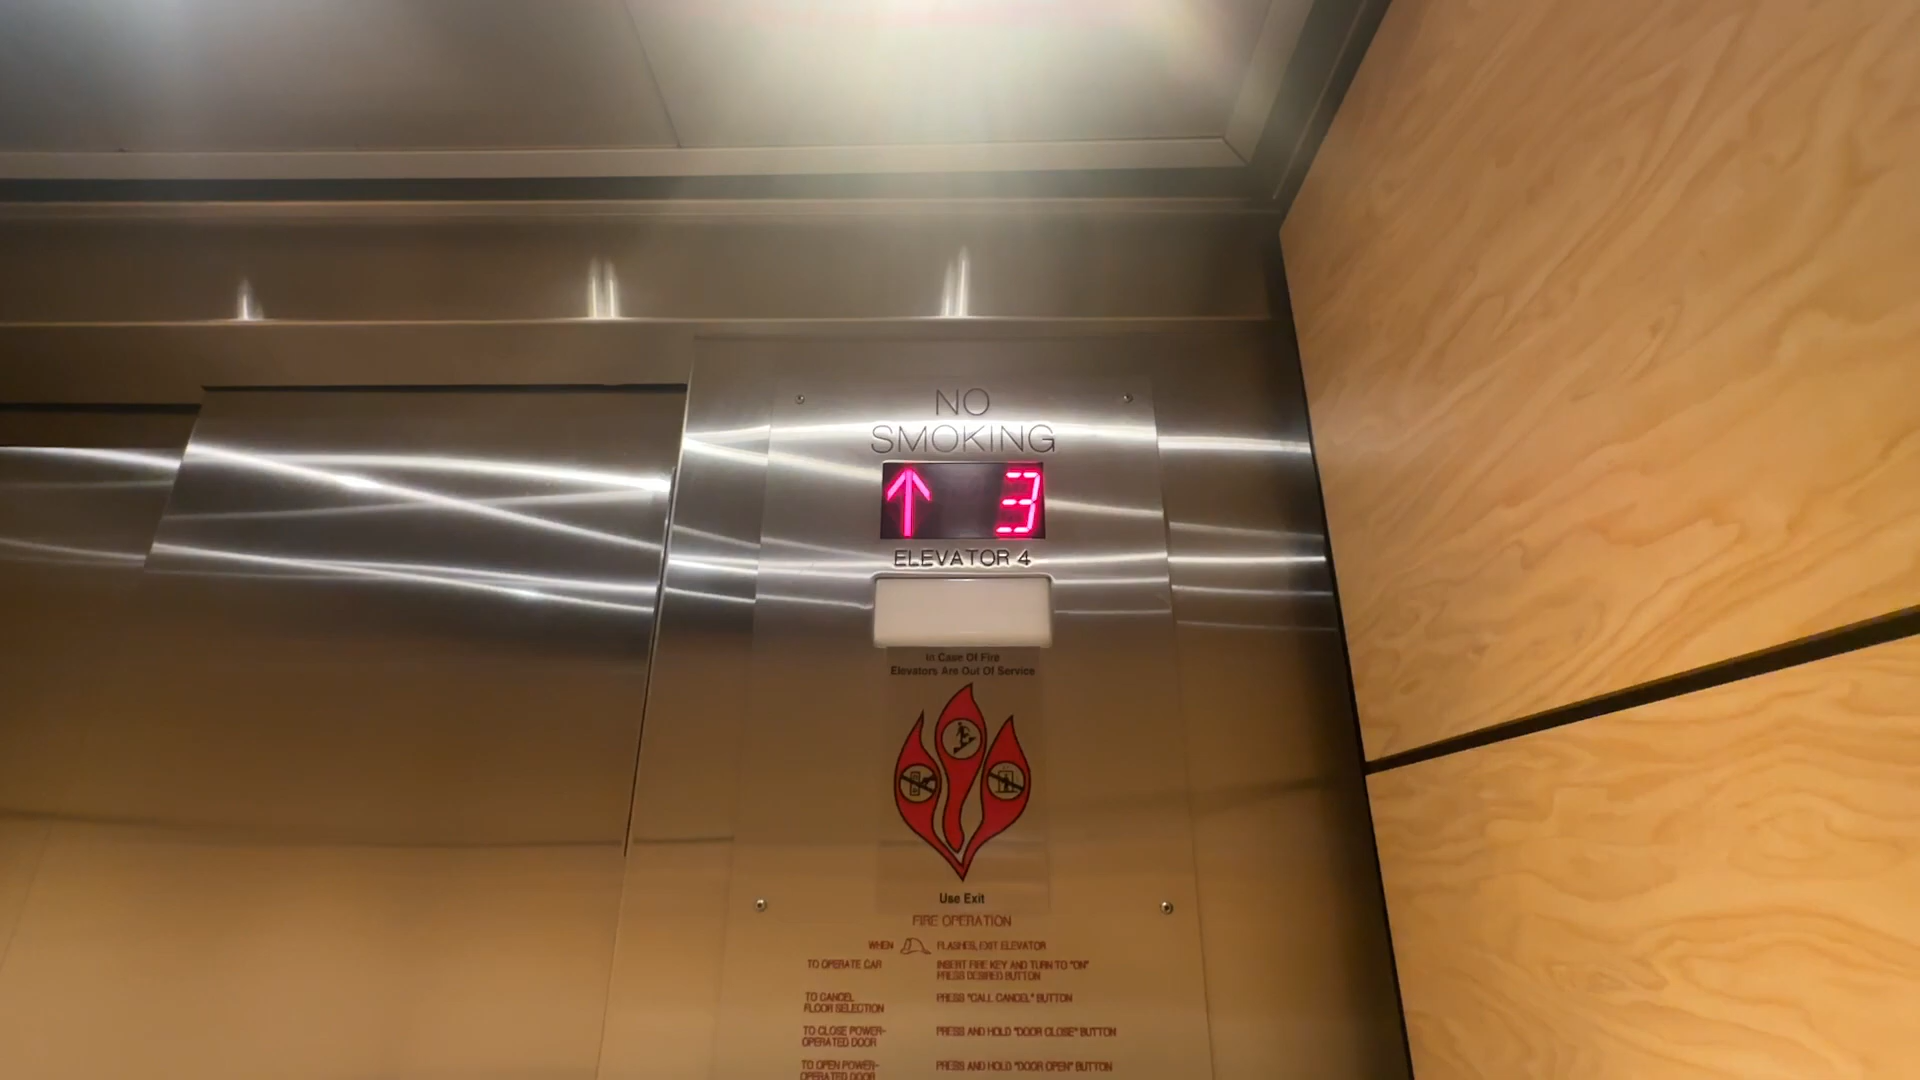 NO
SMOKING
3
ELEVATOR 4
In Case Of Fire
Elevators Are Out Of Service
Use Exit
FIRE OPERATION
WHEN FLASHES, EXIT ELEVATOR
TO OPERATE CAR INSERT FIRE KEY AND TURN TO "ON"
PRESS DESIRED BUTTON
TO CANCEL PRESS "CALL CANCEL" BUTTON
FLOOR SELECTION
TO CLOSE POWER- PRESS AND HOLD "DOOR CLOSE" BUTTON
OPERATED DOOR
TO OPEN POWER- PRESS AND HOLD "DOOR OPEN" BUTTON
OPERATED DOOR